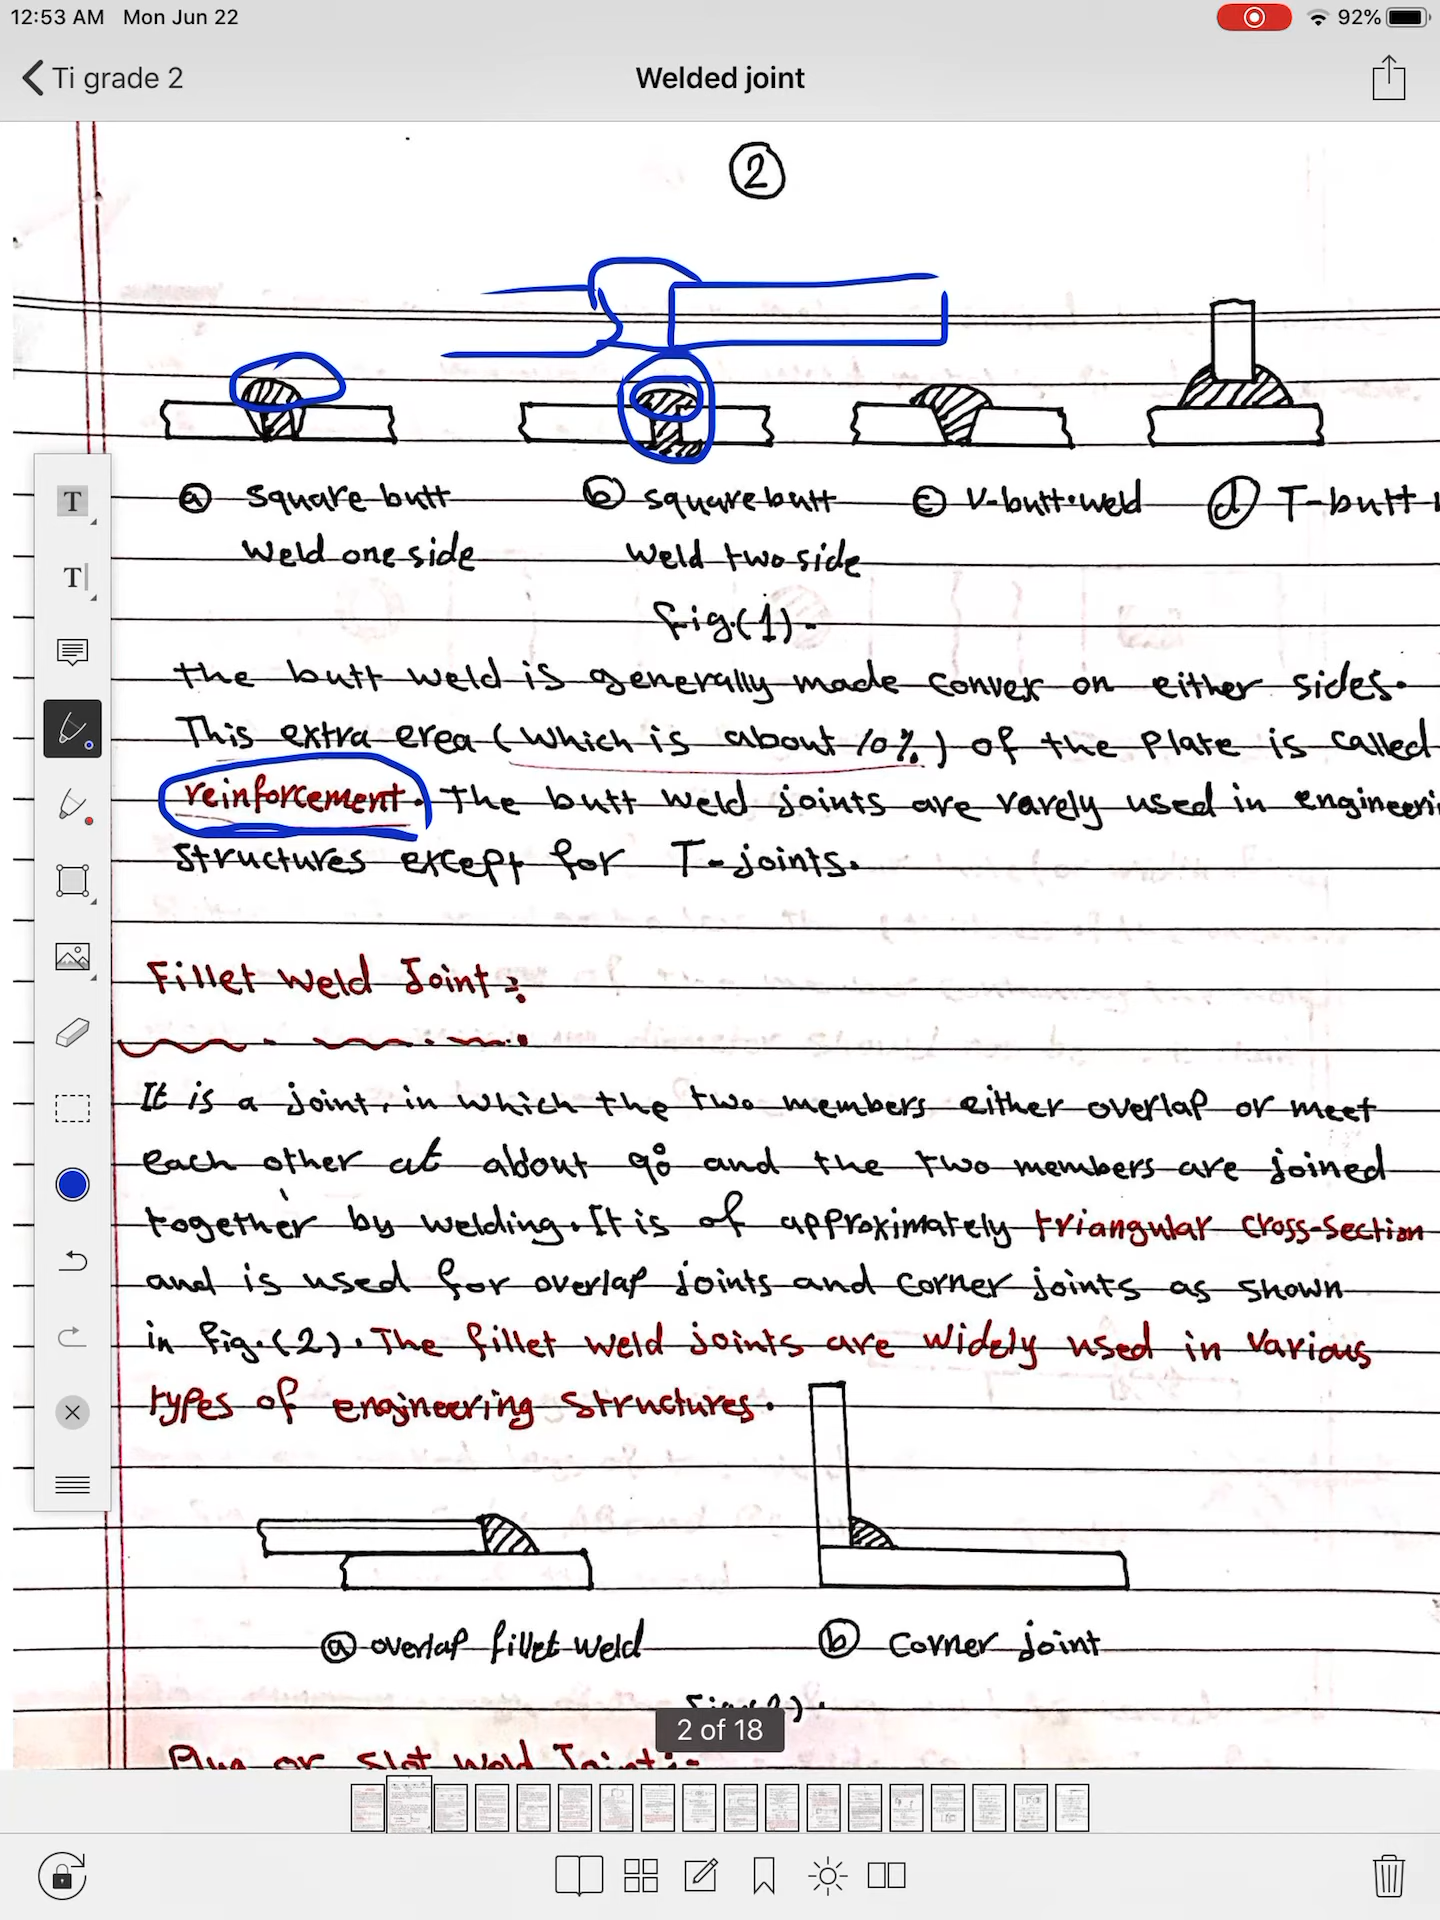 12:53 AM Mon Jun 22
92%
Ti grade 2
Welded joint
2
a square butt
weld one side
b square butt
weld two side
c V-butt weld
d T-butt
fig.(1).
the butt weld is generally made convex on either sides.
This extra erea (which is about 10%) of the plate is called
reinforcement. The butt weld joints are rarely used in engineeri
structures except for T-joints.
Fillet weld Joint:
It is a joint, in which the two members either overlap or meet
each other at about 90° and the two members are joined
together by welding. It is of approximately triangular cross-section
and is used for overlap joints and corner joints as shown
in fig.(2). The fillet weld joints are widely used in various
types of engineering structures.
a overlap fillet weld
b Corner joint
2 of 18
or slot weld Joint:-
T
T